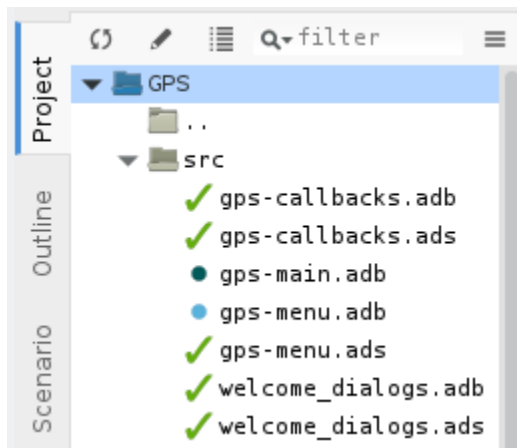 Project
Outline
Scenario
filter
GPS
..
src
gps-callbacks.adb
gps-callbacks.ads
gps-main.adb
gps-menu.adb
gps-menu.ads
welcome_dialogs.adb
welcome_dialogs.ads